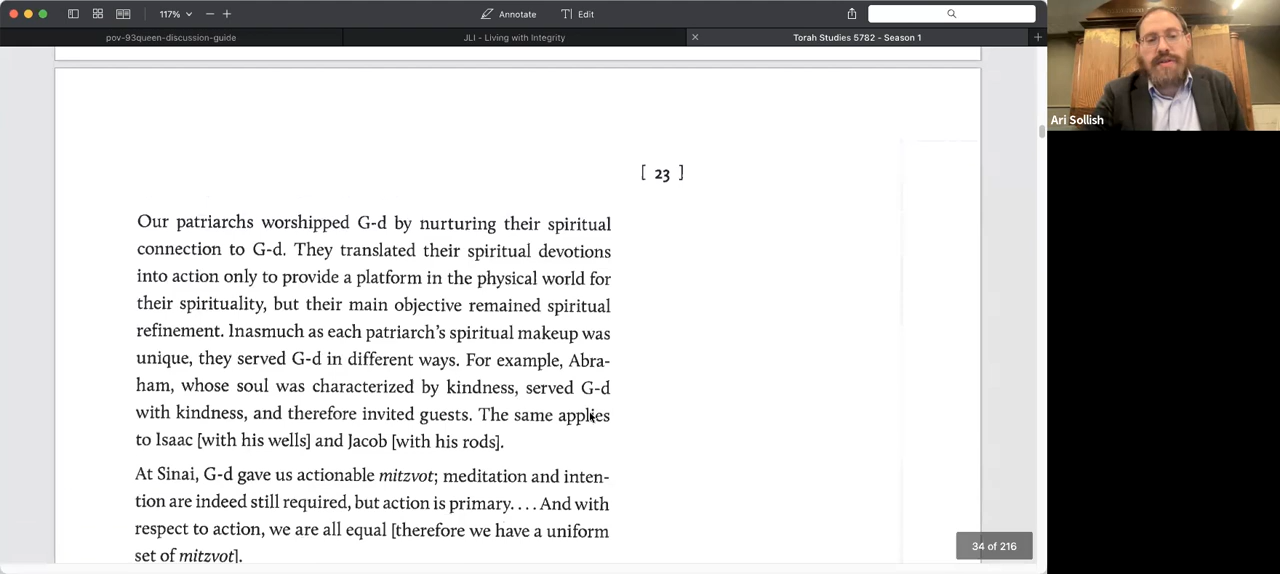 117%
Annotate
Edit
pov-93queen-discussion-guide
JLI - Living with Integrity
Torah Studies 5782 - Season 1
Ari Sollish
[ 23 ]
Our patriarchs worshipped G-d by nurturing their spiritual
connection to G-d. They translated their spiritual devotions
into action only to provide a platform in the physical world for
their spirituality, but their main objective remained spiritual
refinement. Inasmuch as each patriarch's spiritual makeup was
unique, they served G-d in different ways. For example, Abra-
ham, whose soul was characterized by kindness, served G-d
with kindness, and therefore invited guests. The same applies
to Isaac [with his wells] and Jacob [with his rods].
At Sinai, G-d gave us actionable mitzvot; meditation and inten-
tion are indeed still required, but action is primary. . . . And with
respect to action, we are all equal [therefore we have a uniform
set of mitzvot].
34 of 216